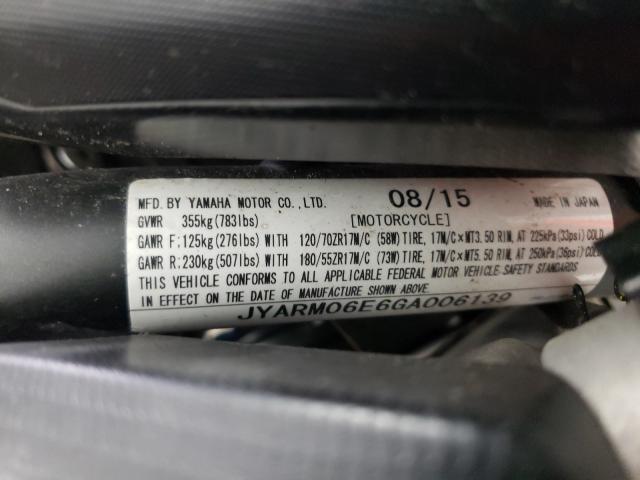 MFD. BY YAMAHA MOTOR CO., LTD. 08/15 MADE IN JAPAN
GVWR 355kg(783lbs) [MOTORCYCLE]
GAWR F:125kg(276lbs) WITH 120/70ZR17M/C (58W) TIRE, 17M/C×MT3.50 RIM, AT 225kPa(33psi) COLD
GAWR R:230kg(507lbs) WITH 180/55ZR17M/C (73W) TIRE, 17M/C×MT5.50 RIM, AT 250kPa(36psi) COLD
THIS VEHICLE CONFORMS TO ALL APPLICABLE FEDERAL MOTOR VEHICLE SAFETY STANDARDS
IN EFFECT ON THE DATE OF MANUFACTURE SHOWN ABOVE.
JYARM06E6GA006139